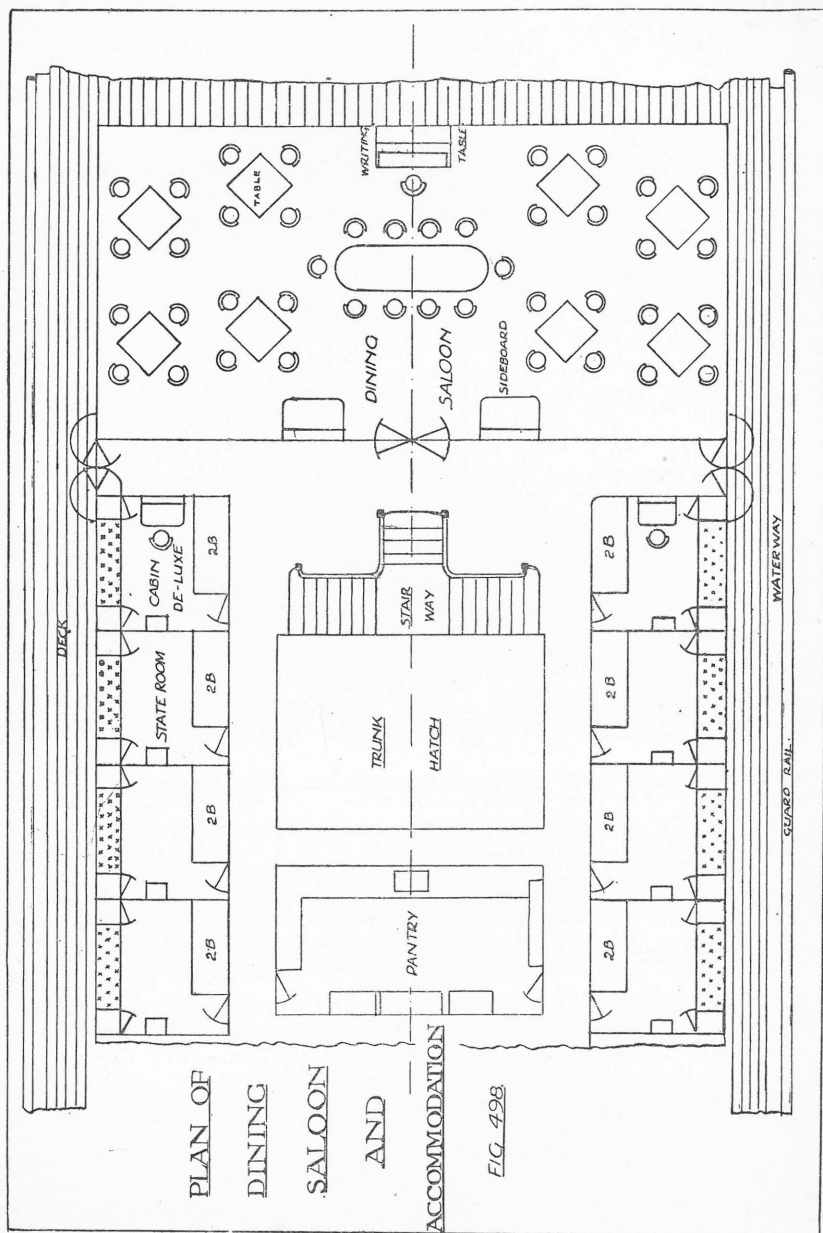 PLAN OF
DINING
SALOON
AND
ACCOMMODATION
FIG. 498.
DECK
CABIN
DE-LUXE
STATE ROOM
2B
2B
2B
2B
PANTRY
TRUNK
HATCH
STAIR
WAY
DINING
SALOON
SIDEBOARD
TABLE
WRITING
TABLE
2B
2B
2B
2B
GUARD RAIL.
WATERWAY